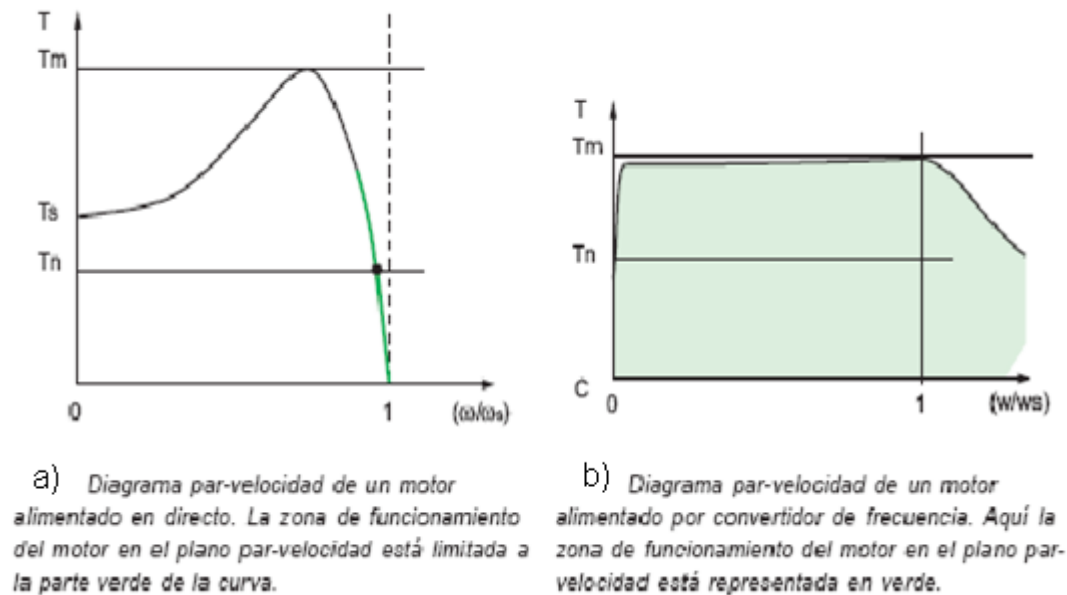 T
Tm
Ts
Tn
0
1
(ω/ωs)
T
Tm
Tn
C
0
1
(w/ws)
a) Diagrama par-velocidad de un motor
alimentado en directo. La zona de funcionamiento
del motor en el plano par-velocidad está limitada a
la parte verde de la curva.
b) Diagrama par-velocidad de un motor
alimentado por convertidor de frecuencia. Aquí la
zona de funcionamiento del motor en el plano par-
velocidad está representada en verde.